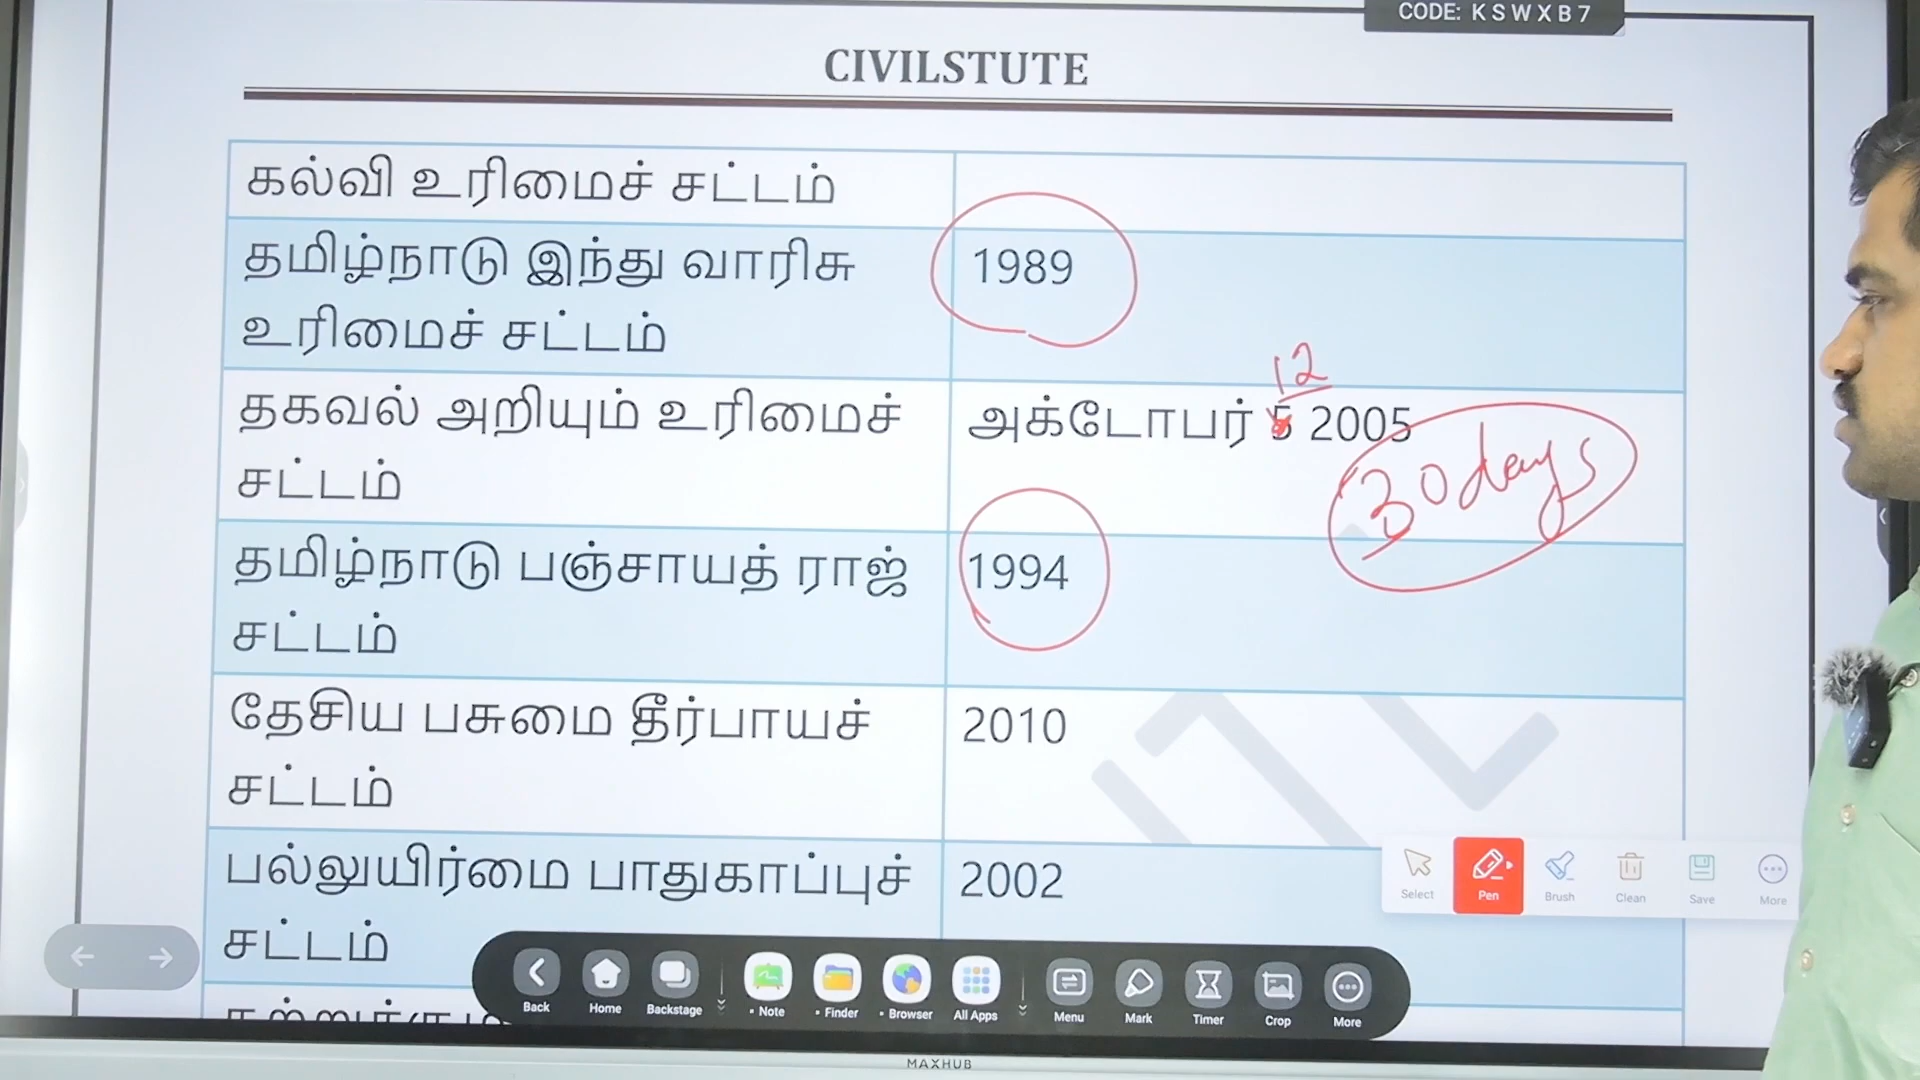 CODE: KSWXB7
CIVILSTUTE
கல்வி உரிமைச் சட்டம்
தமிழ்நாடு இந்து வாரிசு 1989
உரிமைச் சட்டம்
12
தகவல் அறியும் உரிமைச் அக்டோபர் 5 2005
சட்டம்
30 days
தமிழ்நாடு பஞ்சாயத் ராஜ் 1994
சட்டம்
தேசிய பசுமை தீர்பாயச் 2010
சட்டம்
பல்லுயிர்மை பாதுகாப்புச் 2002
சட்டம்
Select Pen Brush Clean Save More
Back Home Backstage Note Finder Browser All Apps Menu Mark Timer Crop More
MAXHUB